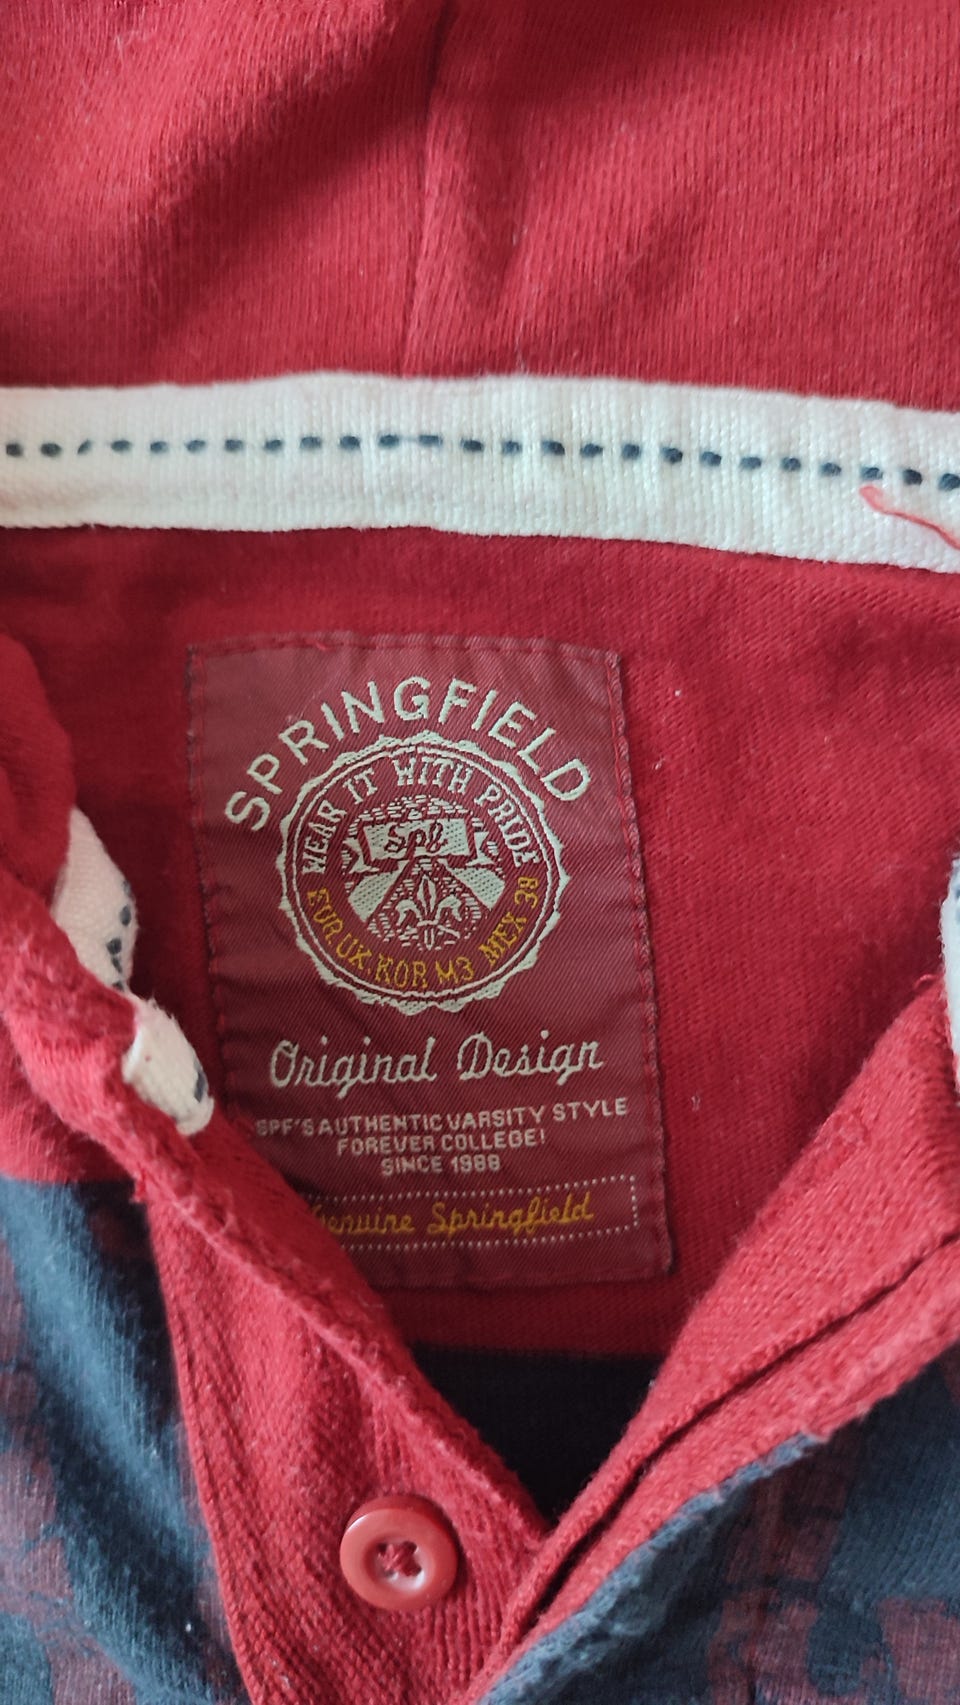 SPRINGFIELD
WEAR IT WITH PRIDE
Spf
EUR.UK.KOR M3 MEX 38
Original Design
SPF'S AUTHENTIC VARSITY STYLE
FOREVER COLLEGE!
SINCE 1988
Genuine Springfield